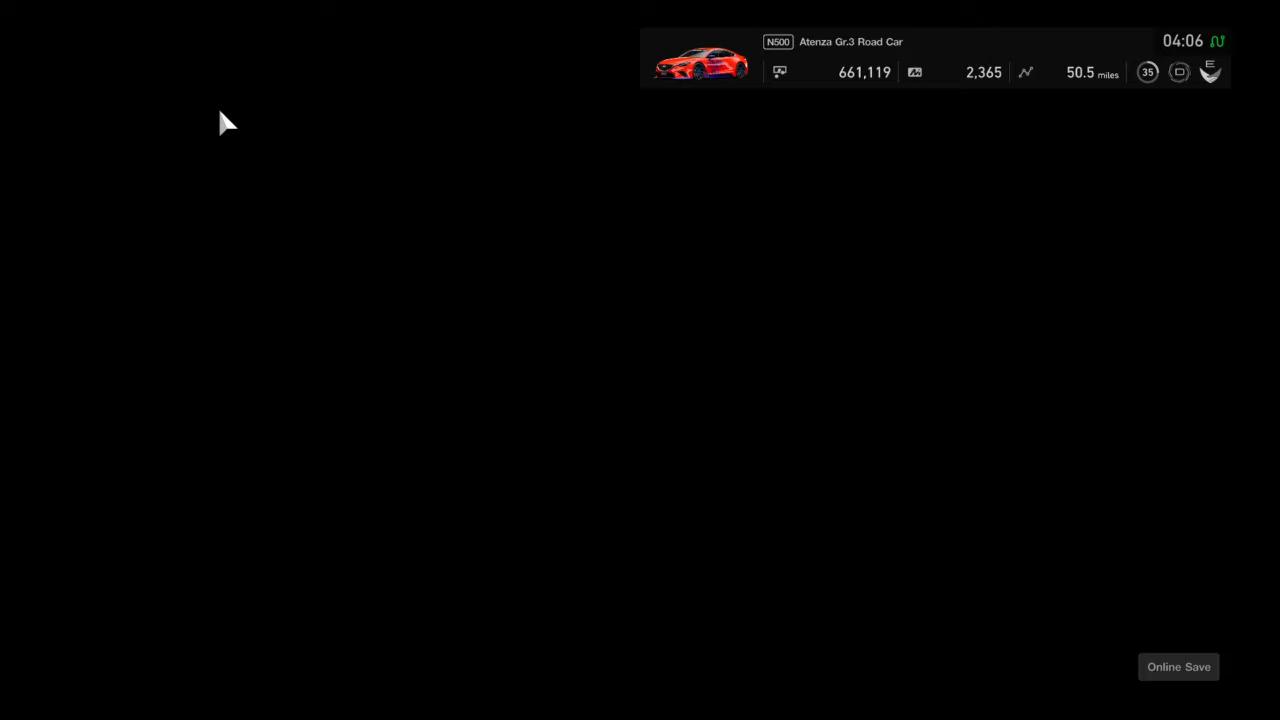 N500 Atenza Gr.3 Road Car 04:06
661,119 2,365 50.5 miles 35 E
Online Save